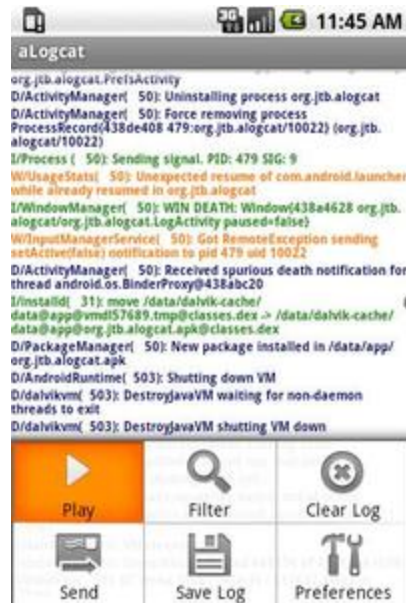 3G 11:45 AM
aLogcat
org.jtb.alogcat.PrefsActivity
D/ActivityManager( 50): Uninstalling process org.jtb.alogcat
D/ActivityManager( 50): Force removing process
ProcessRecord{438de408 479:org.jtb.alogcat/10022} (org.jtb.
alogcat/10022)
I/Process ( 50): Sending signal. PID: 479 SIG: 9
W/UsageStats( 50): Unexpected resume of com.android.launcher
while already resumed in org.jtb.alogcat
I/WindowManager( 50): WIN DEATH: Window{438a4628 org.jtb.
alogcat/org.jtb.alogcat.LogActivity paused=false}
W/InputManagerService( 50): Got RemoteException sending
setActive(false) notification to pid 479 uid 10022
D/ActivityManager( 50): Received spurious death notification for
thread android.os.BinderProxy@438abc20
I/installd( 31): move /data/dalvik-cache/
data@app@vmdl57689.tmp@classes.dex -> /data/dalvik-cache/
data@app@org.jtb.alogcat.apk@classes.dex
D/PackageManager( 50): New package installed in /data/app/
org.jtb.alogcat.apk
D/AndroidRuntime( 503): Shutting down VM
D/dalvikvm( 503): DestroyJavaVM waiting for non-daemon
threads to exit
D/dalvikvm( 503): DestroyJavaVM shutting VM down
Play Filter Clear Log
Send Save Log Preferences